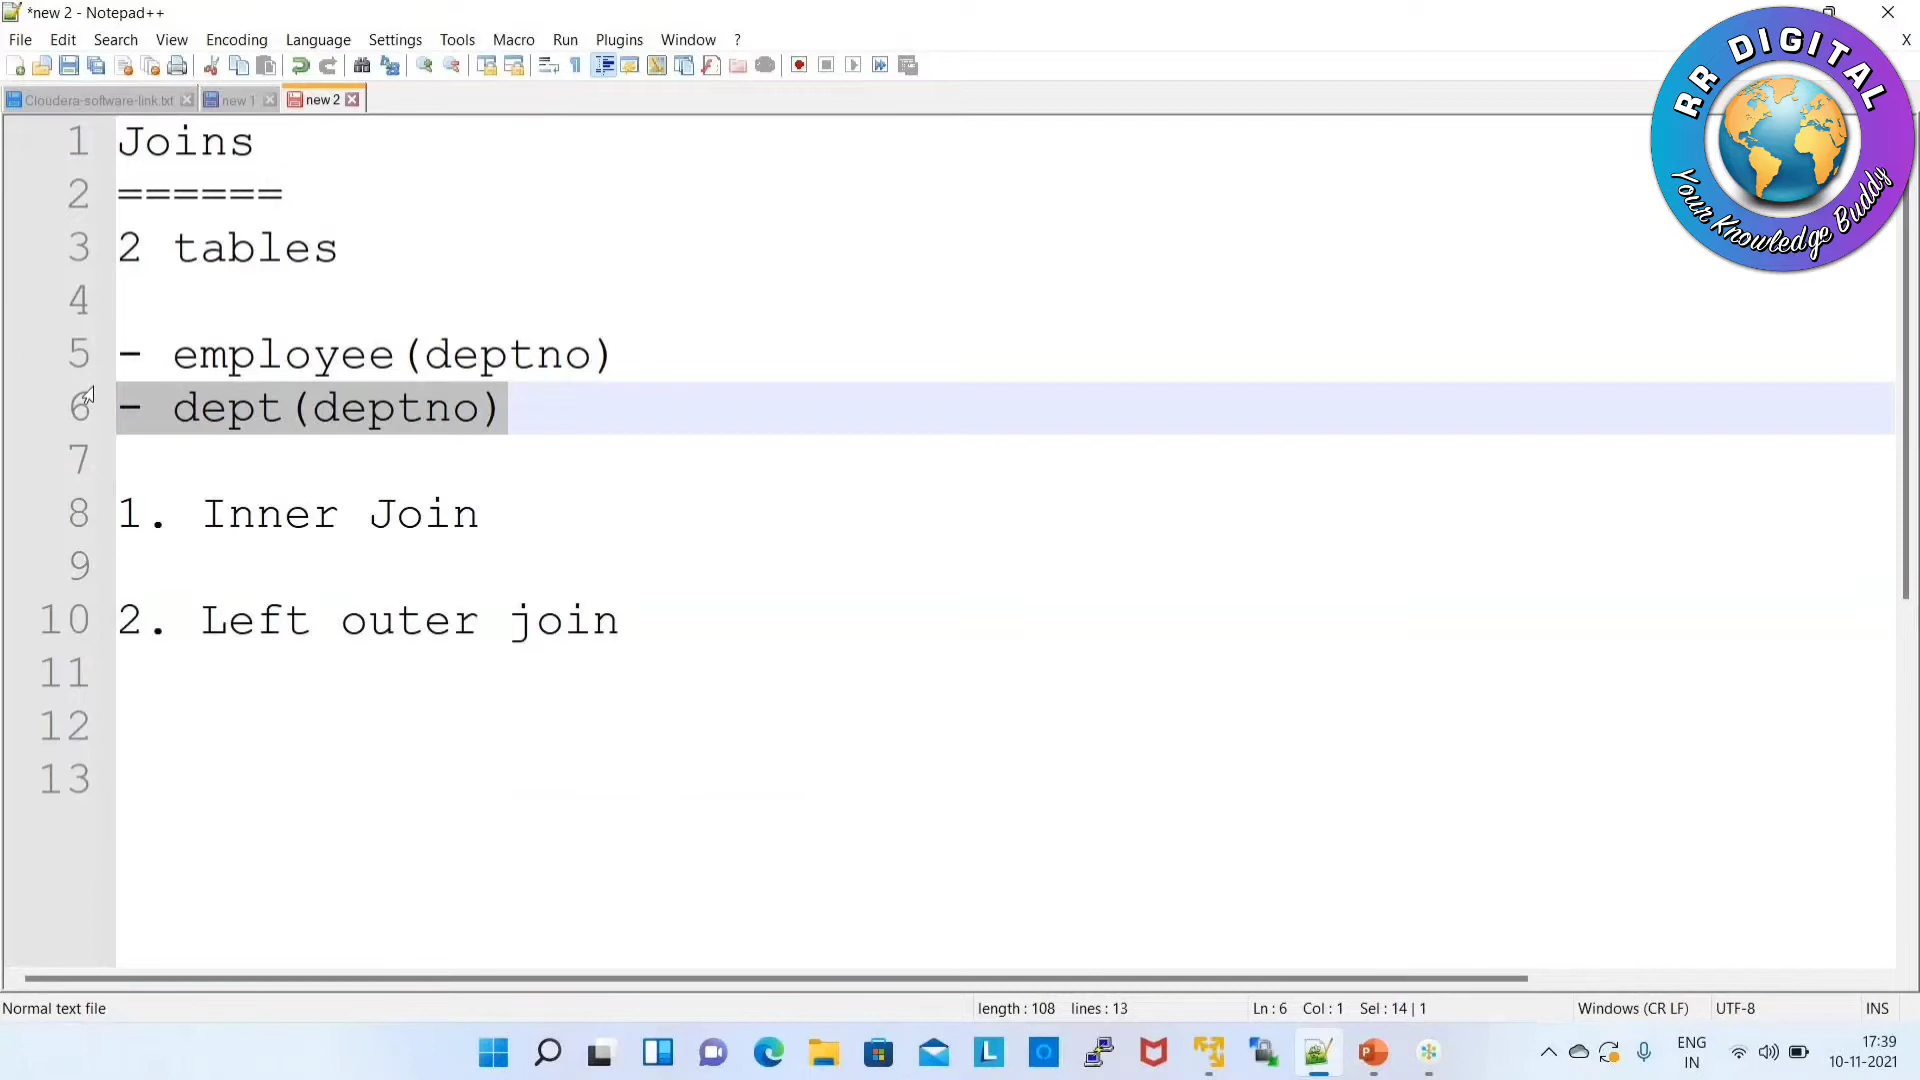 *new 2 - Notepad++
File Edit Search View Encoding Language Settings Tools Macro Run Plugins Window ?
X
Cloudera-software-link.txt new 1 new 2
RR DIGITAL
Your Knowledge Buddy
1 Joins
2 ======
3 2 tables
4
5 - employee(deptno)
6 - dept(deptno)
7
8 1. Inner Join
9
10 2. Left outer join
11
12
13
Normal text file length : 108 lines : 13 Ln : 6 Col : 1 Sel : 14 | 1 Windows (CR LF) UTF-8 INS
L
ENG
IN
17:39
10-11-2021